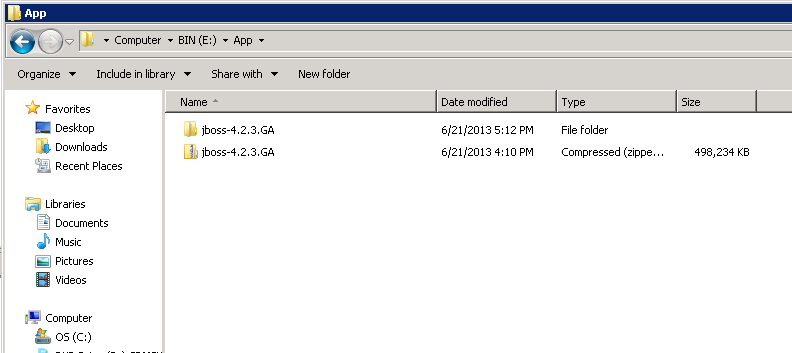 App
Computer BIN (E:) App
Organize Include in library Share with New folder
Favorites
Desktop
Downloads
Recent Places
Libraries
Documents
Music
Pictures
Videos
Computer
OS (C:)
Name Date modified Type Size
jboss-4.2.3.GA 6/21/2013 5:12 PM File folder
jboss-4.2.3.GA 6/21/2013 4:10 PM Compressed (zippe... 498,234 KB